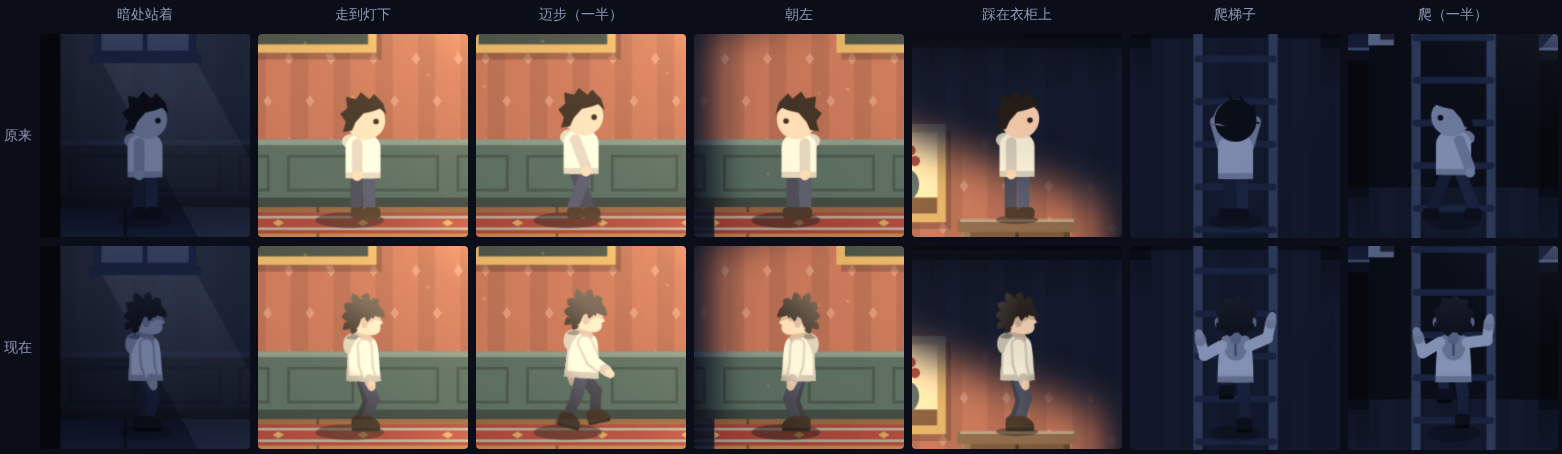 暗处站着
走到灯下
迈步（一半）
朝左
踩在衣柜上
爬梯子
爬（一半）
原来
现在